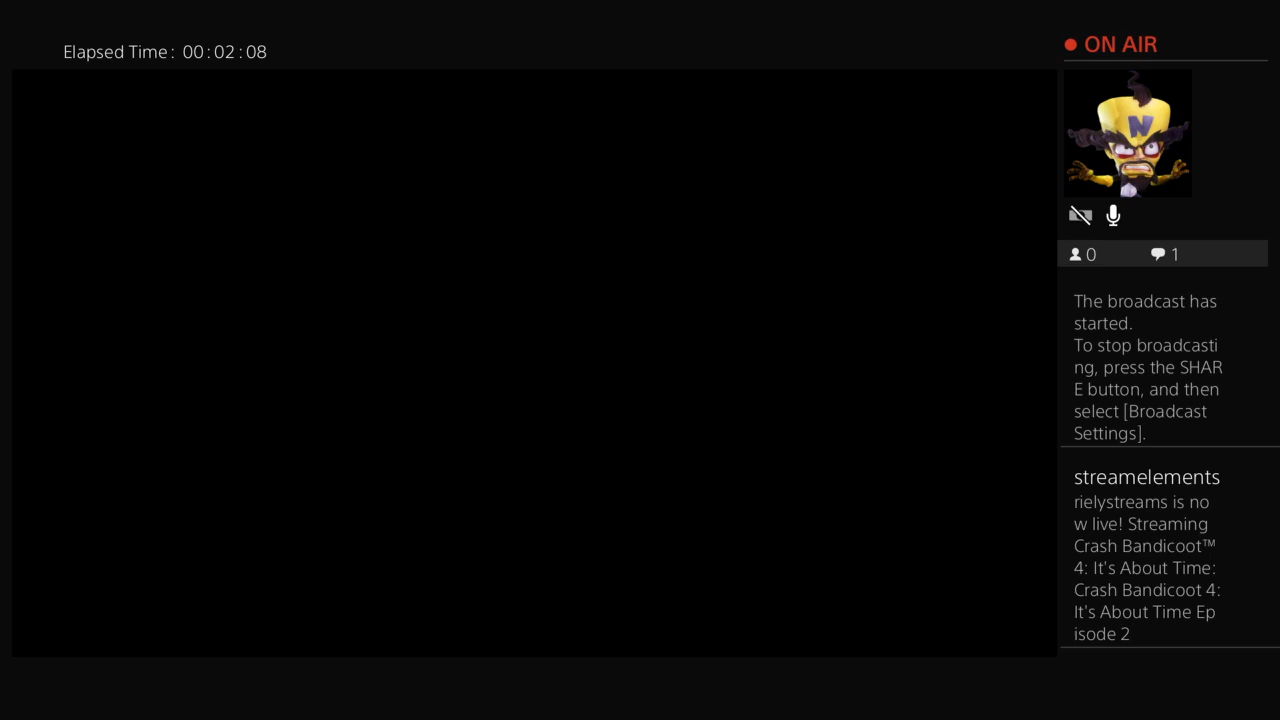 Elapsed Time: 00:02:08
ON AIR
N
0 1
The broadcast has
started.
To stop broadcasti
ng, press the SHAR
E button, and then
select [Broadcast
Settings].
streamelements
rielystreams is no
w live! Streaming
Crash Bandicoot™
4: It's About Time:
Crash Bandicoot 4:
It's About Time Ep
isode 2